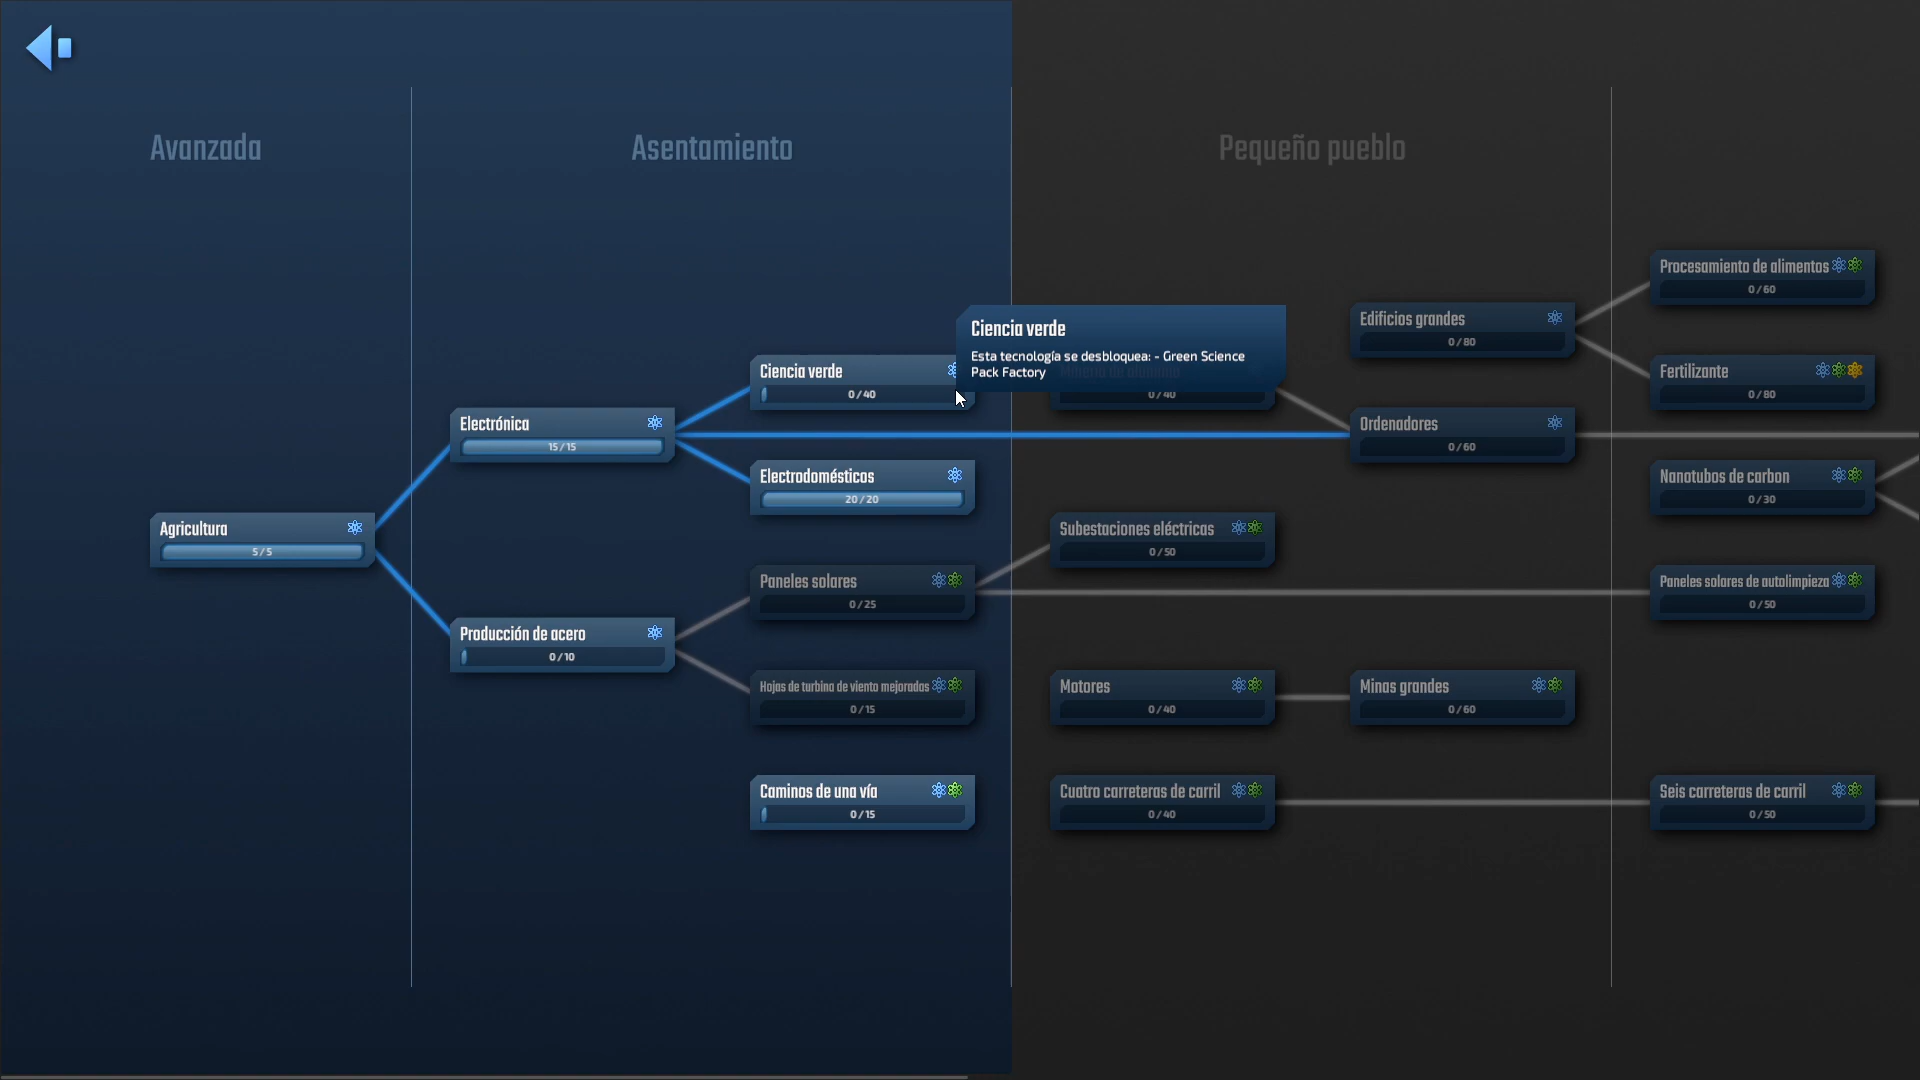 Avanzada
Asentamiento
Pequeño pueblo
Agricultura
5/5
Electrónica
15/15
Producción de acero
0/10
Ciencia verde
0/40
Electrodomésticos
20/20
Paneles solares
0/25
Hojas de turbina de viento mejoradas
0/15
Caminos de una vía
0/15
Ciencia verde
Esta tecnología se desbloquea: - Green Science
Pack Factory
0/40
Subestaciones eléctricas
0/50
Motores
0/40
Cuatro carreteras de carril
0/40
Edificios grandes
0/80
Ordenadores
0/60
Minas grandes
0/60
Procesamiento de alimentos
0/60
Fertilizante
0/80
Nanotubos de carbon
0/30
Paneles solares de autolimpieza
0/50
Seis carreteras de carril
0/50